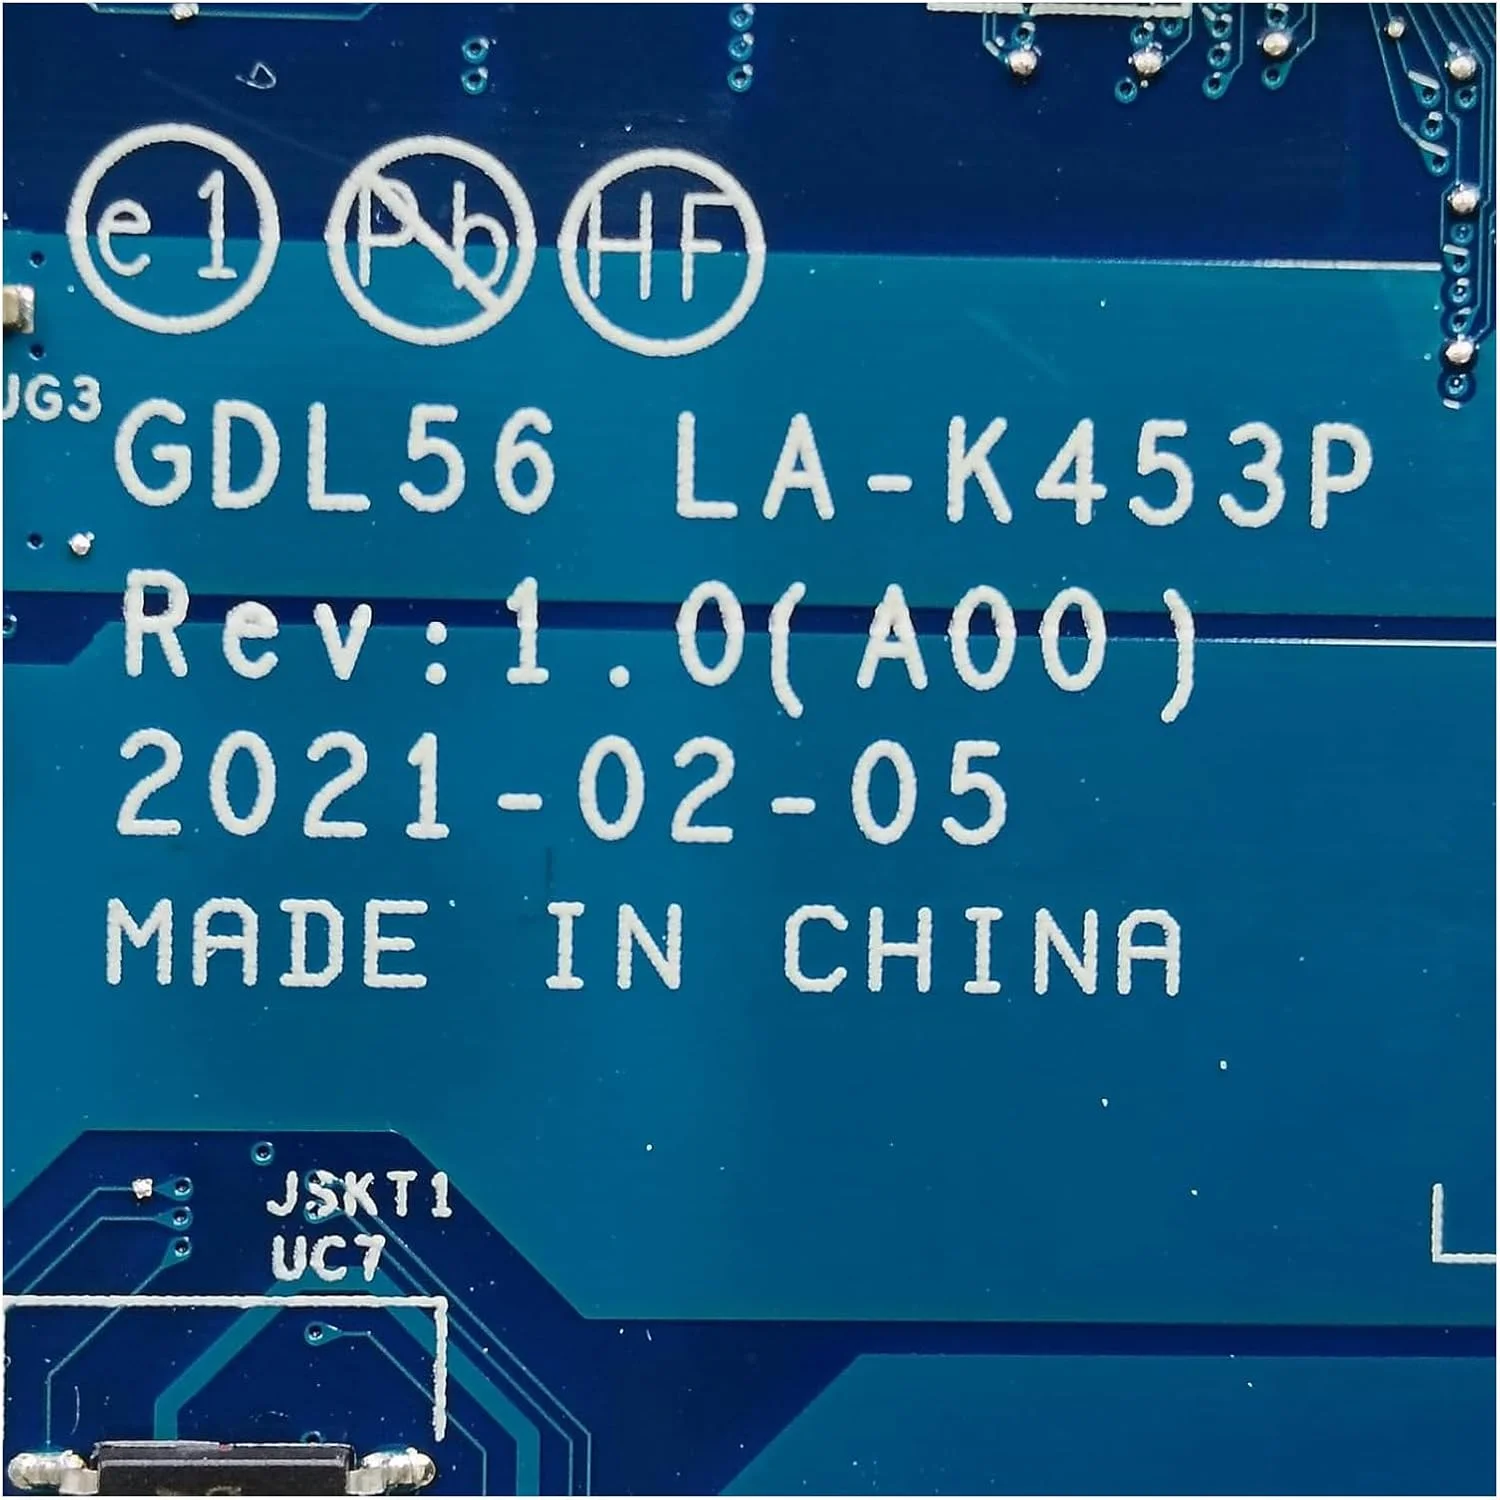 e1 Pb HF
JG3
GDL56 LA-K453P
Rev:1.0(A00)
2021-02-05
MADE IN CHINA
JSKT1
UC7